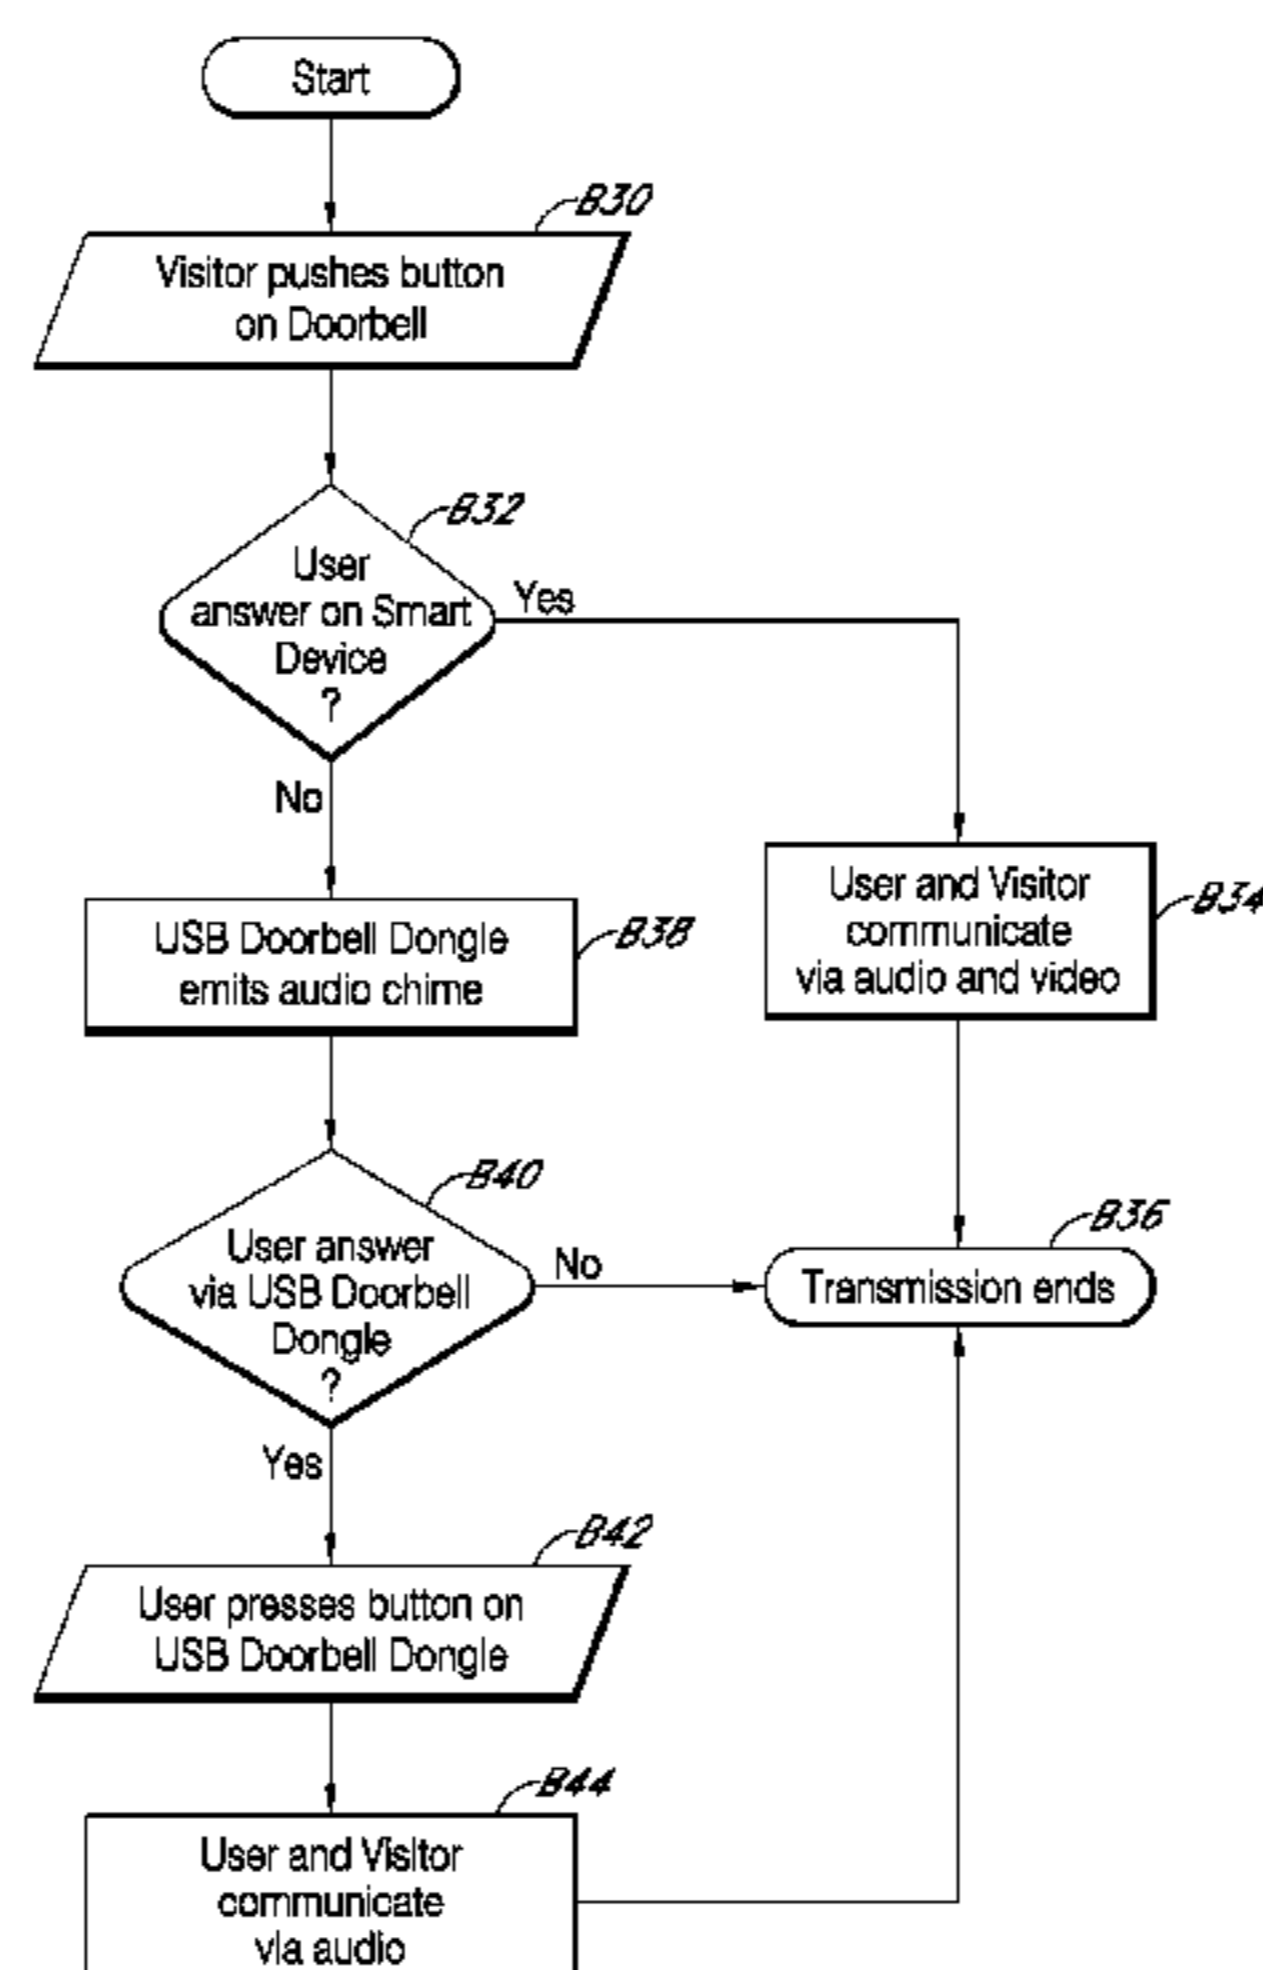 Start
B30
Visitor pushes button
on Doorbell
B32
User
answer on Smart
Device
?
Yes
No
B34
User and Visitor
communicate
via audio and video
B38
USB Doorbell Dongle
emits audio chime
B40
User answer
via USB Doorbell
Dongle
?
No
B36
Transmission ends
Yes
B42
User presses button on
USB Doorbell Dongle
B44
User and Visitor
communicate
via audio